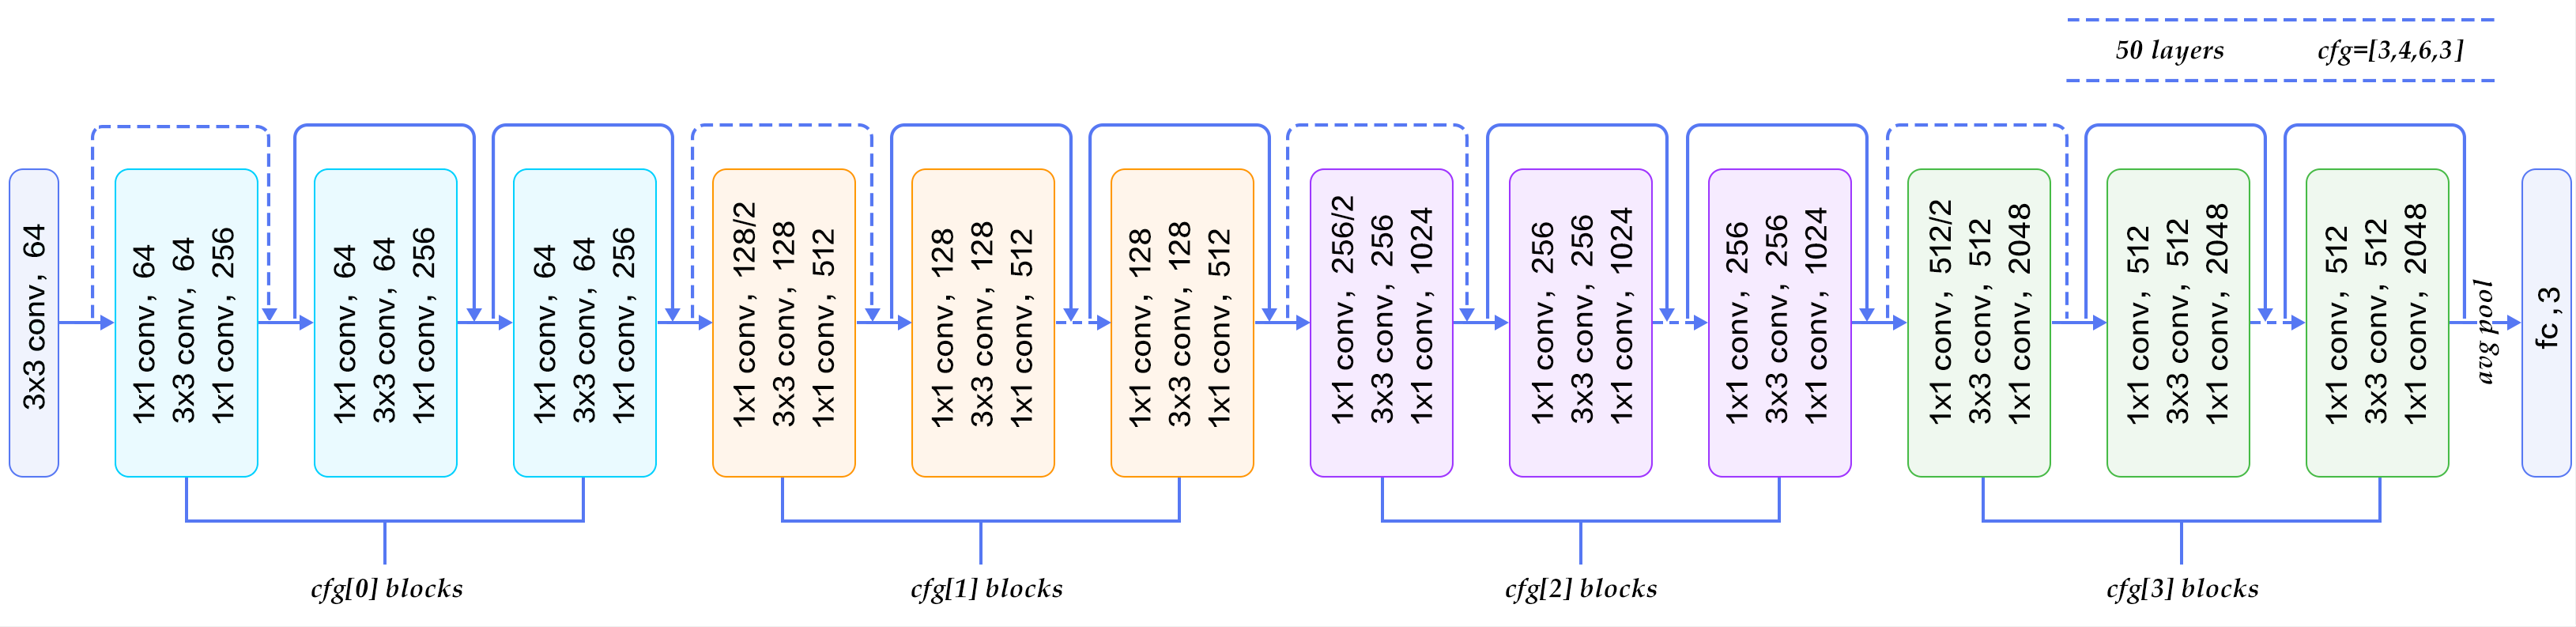 50 layers cfg=[3,4,6,3]
3x3 conv, 64
1x1 conv, 64
3x3 conv, 64
1x1 conv, 256
1x1 conv, 64
3x3 conv, 64
1x1 conv, 256
1x1 conv, 64
3x3 conv, 64
1x1 conv, 256
1x1 conv, 128/2
3x3 conv, 128
1x1 conv, 512
1x1 conv, 128
3x3 conv, 128
1x1 conv, 512
1x1 conv, 128
3x3 conv, 128
1x1 conv, 512
1x1 conv, 256/2
3x3 conv, 256
1x1 conv, 1024
1x1 conv, 256
3x3 conv, 256
1x1 conv, 1024
1x1 conv, 256
3x3 conv, 256
1x1 conv, 1024
1x1 conv, 512/2
3x3 conv, 512
1x1 conv, 2048
1x1 conv, 512
3x3 conv, 512
1x1 conv, 2048
1x1 conv, 512
3x3 conv, 512
1x1 conv, 2048
avg pool
fc ,3
cfg[0] blocks
cfg[1] blocks
cfg[2] blocks
cfg[3] blocks